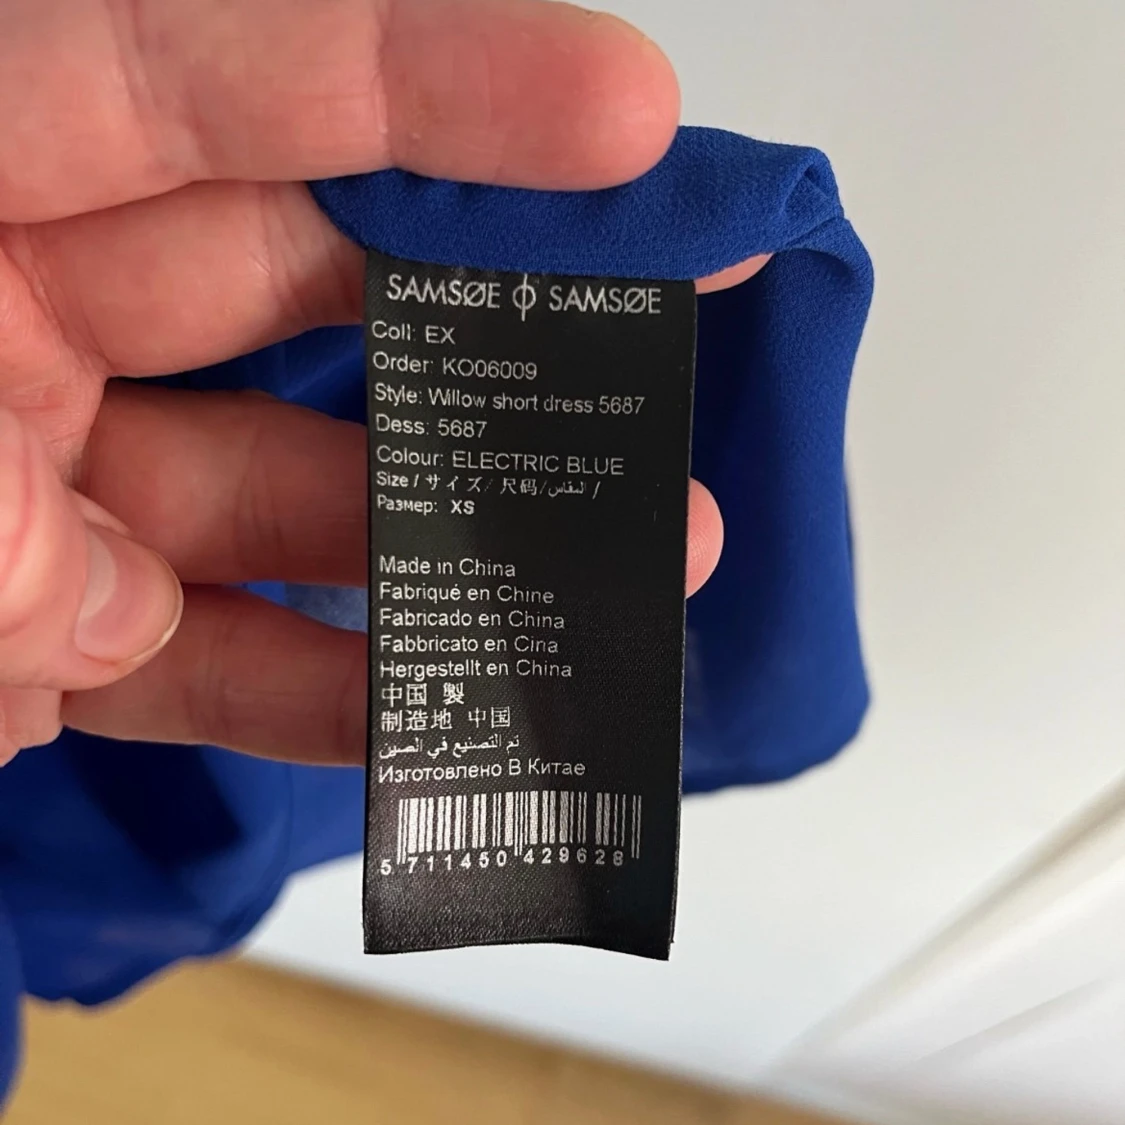 SAMSØE ϕ SAMSØE
Coll: EX
Order: KO06009
Style: Willow short dress 5687
Dess: 5687
Colour: ELECTRIC BLUE
Size / サイズ/ 尺码/المقاس /
Размер: XS
Made in China
Fabriqué en Chine
Fabricado en China
Fabbricato en Cina
Hergestellt en China
中国 製
制造地 中国
تم التصنيع في الصين
Изготовлено В Китае
5 711450 429628